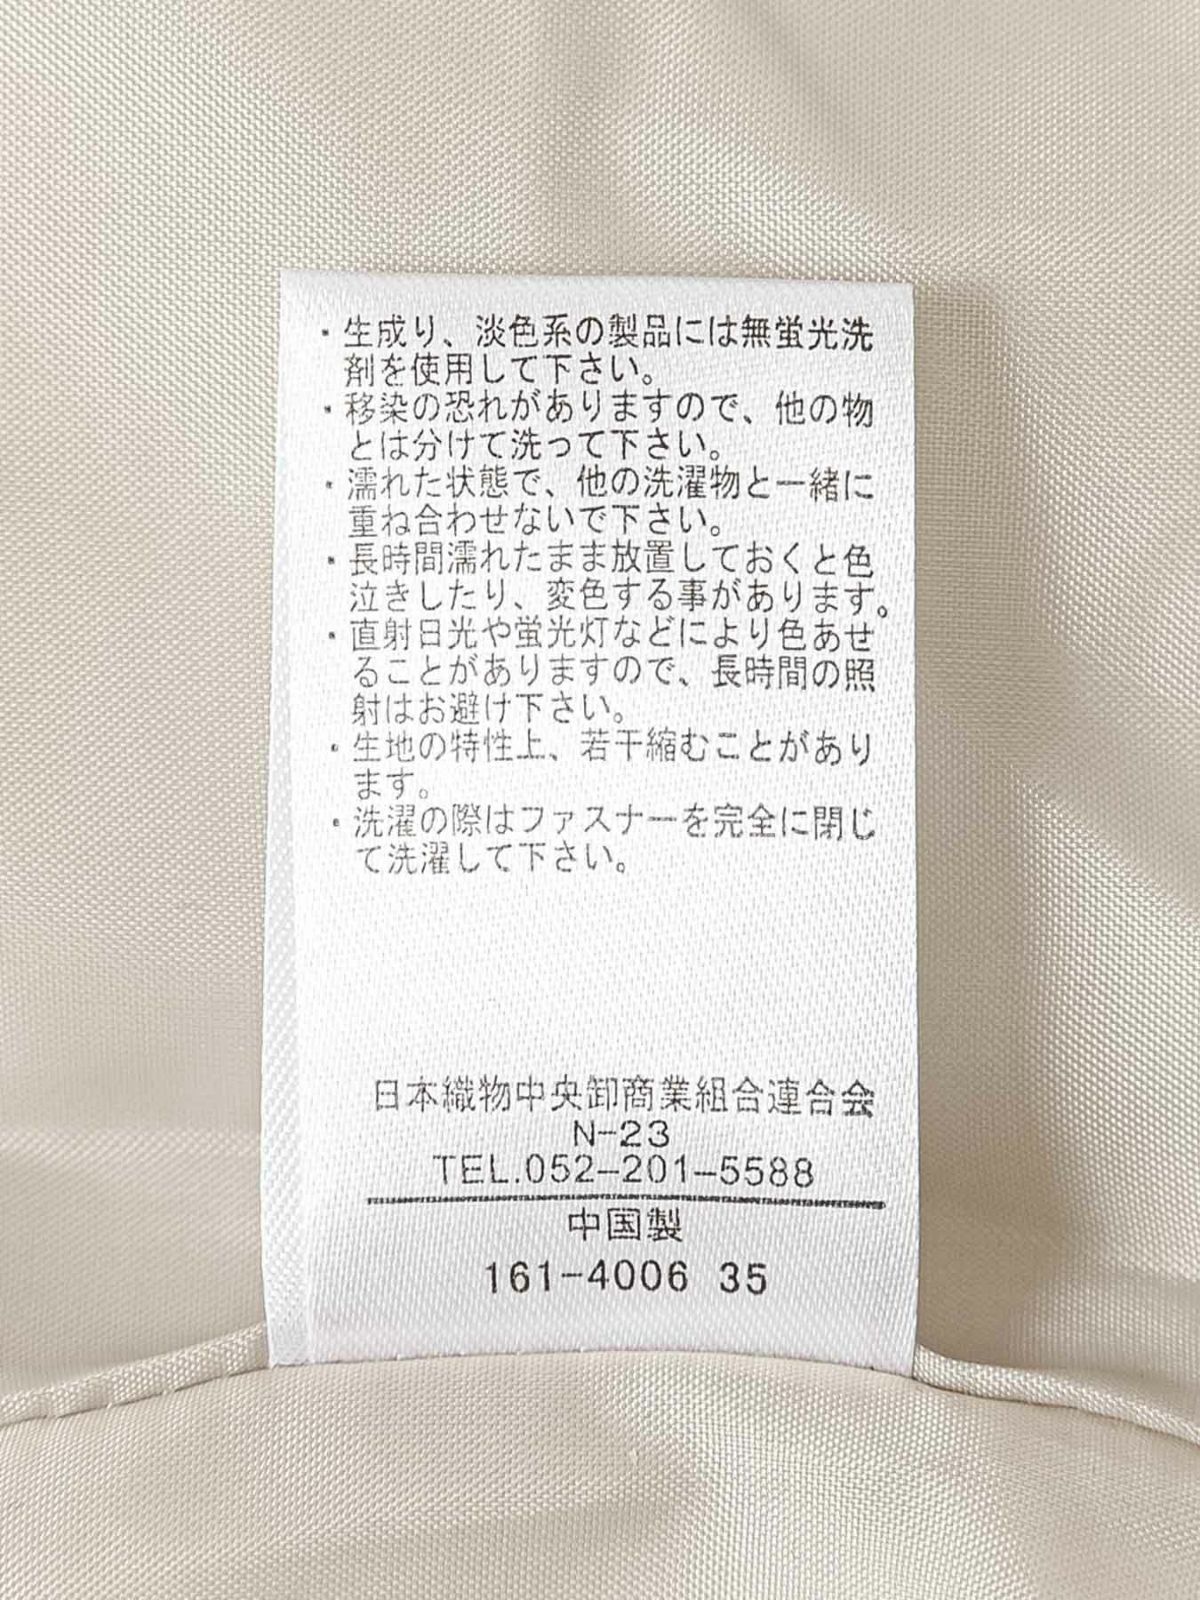 ・生成り、淡色系の製品には無蛍光洗
剤を使用して下さい。
・移染の恐れがありますので、他の物
とは分けて洗って下さい。
・濡れた状態で、他の洗濯物と一緒に
重ね合わせないで下さい。
・長時間濡れたまま放置しておくと色
泣きしたり、変色する事があります。
・直射日光や蛍光灯などにより色あせ
ることがありますので、長時間の照
射はお避け下さい。
・生地の特性上、若干縮むことがあり
ます。
・洗濯の際はファスナーを完全に閉じ
て洗濯して下さい。
日本織物中央卸商業組合連合会
N-23
TEL.052-201-5588
中国製
161-4006 35